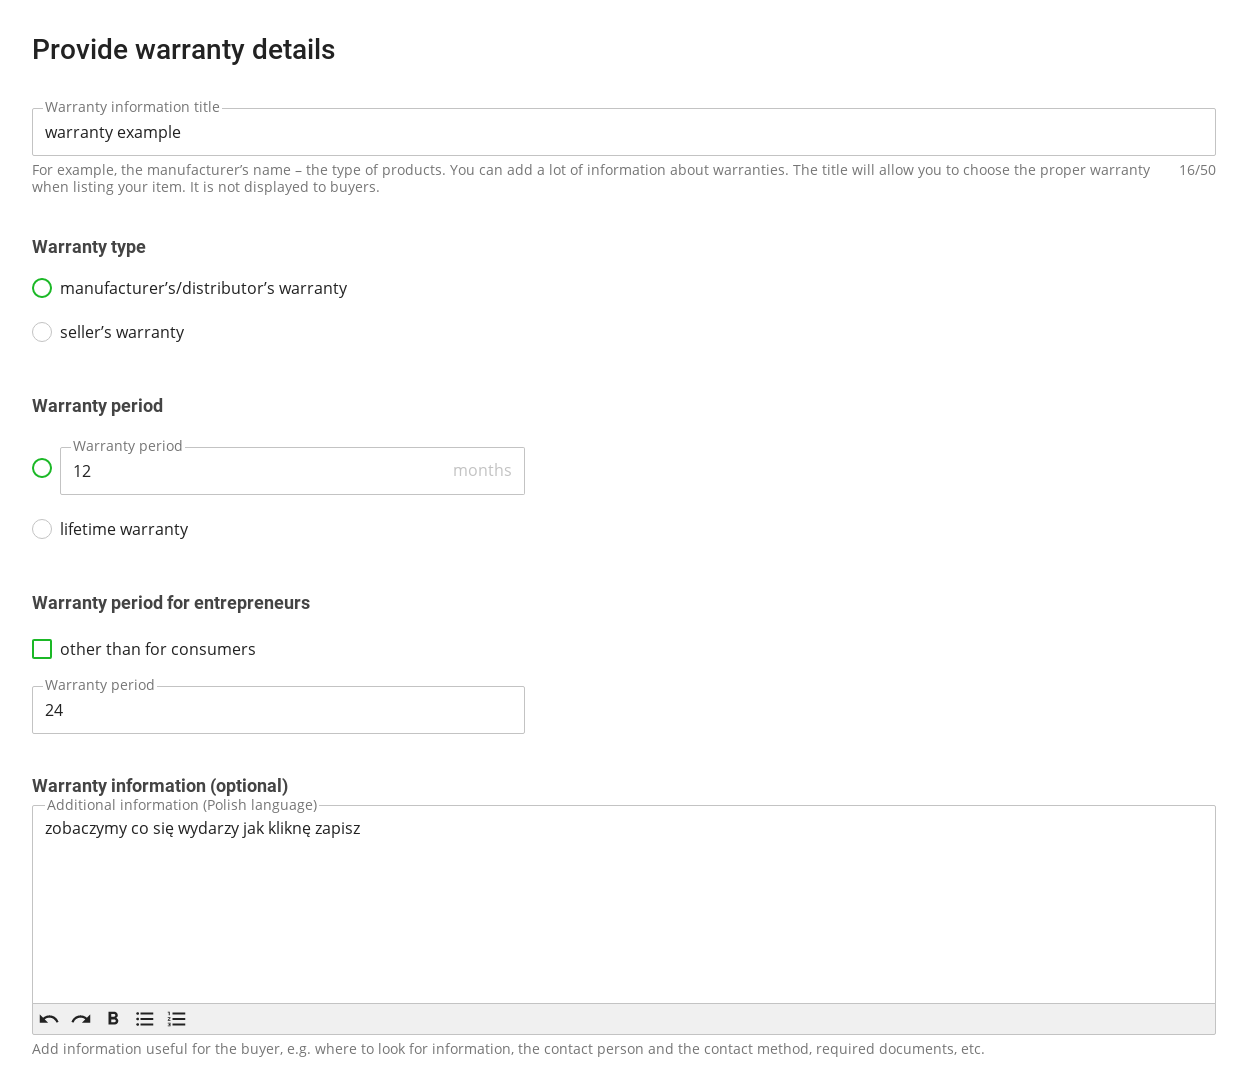 Provide warranty details
Warranty information title
warranty example
For example, the manufacturer’s name – the type of products. You can add a lot of information about warranties. The title will allow you to choose the proper warranty
when listing your item. It is not displayed to buyers.
16/50
Warranty type
manufacturer’s/distributor’s warranty
seller’s warranty
Warranty period
Warranty period
12 months
lifetime warranty
Warranty period for entrepreneurs
other than for consumers
Warranty period
24
Warranty information (optional)
Additional information (Polish language)
zobaczymy co się wydarzy jak kliknę zapisz
B
Add information useful for the buyer, e.g. where to look for information, the contact person and the contact method, required documents, etc.